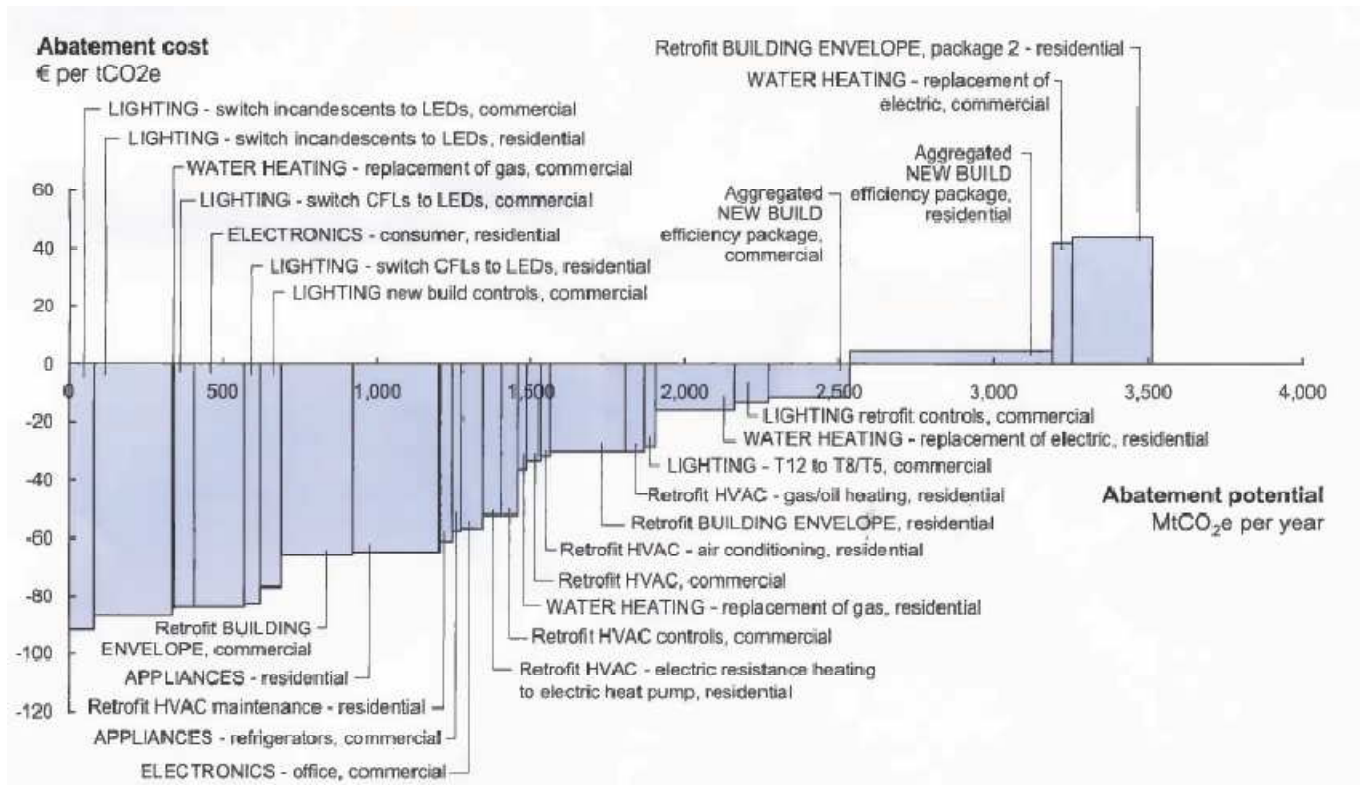 Abatement cost
€ per tCO2e
Retrofit BUILDING ENVELOPE, package 2 - residential
WATER HEATING - replacement of
electric, commercial
LIGHTING - switch incandescents to LEDs, commercial
LIGHTING - switch incandescents to LEDs, residential
WATER HEATING - replacement of gas, commercial
LIGHTING - switch CFLs to LEDs, commercial
ELECTRONICS - consumer, residential
LIGHTING - switch CFLs to LEDs, residential
LIGHTING new build controls, commercial
Aggregated
NEW BUILD
efficiency package,
commercial
Aggregated
NEW BUILD
efficiency package,
residential
60
40
20
0
-20
-40
-60
-80
-100
-120
0 500 1,000 1,500 2,000 2,500 3,000 3,500 4,000
LIGHTING retrofit controls, commercial
WATER HEATING - replacement of electric, residential
LIGHTING - T12 to T8/T5, commercial
Retrofit HVAC - gas/oil heating, residential
Retrofit BUILDING ENVELOPE, residential
Retrofit HVAC - air conditioning, residential
Retrofit HVAC, commercial
WATER HEATING - replacement of gas, residential
Retrofit HVAC controls, commercial
Retrofit HVAC - electric resistance heating
to electric heat pump, residential
Abatement potential
MtCO₂e per year
Retrofit BUILDING
ENVELOPE, commercial
APPLIANCES - residential
Retrofit HVAC maintenance - residential
APPLIANCES - refrigerators, commercial
ELECTRONICS - office, commercial